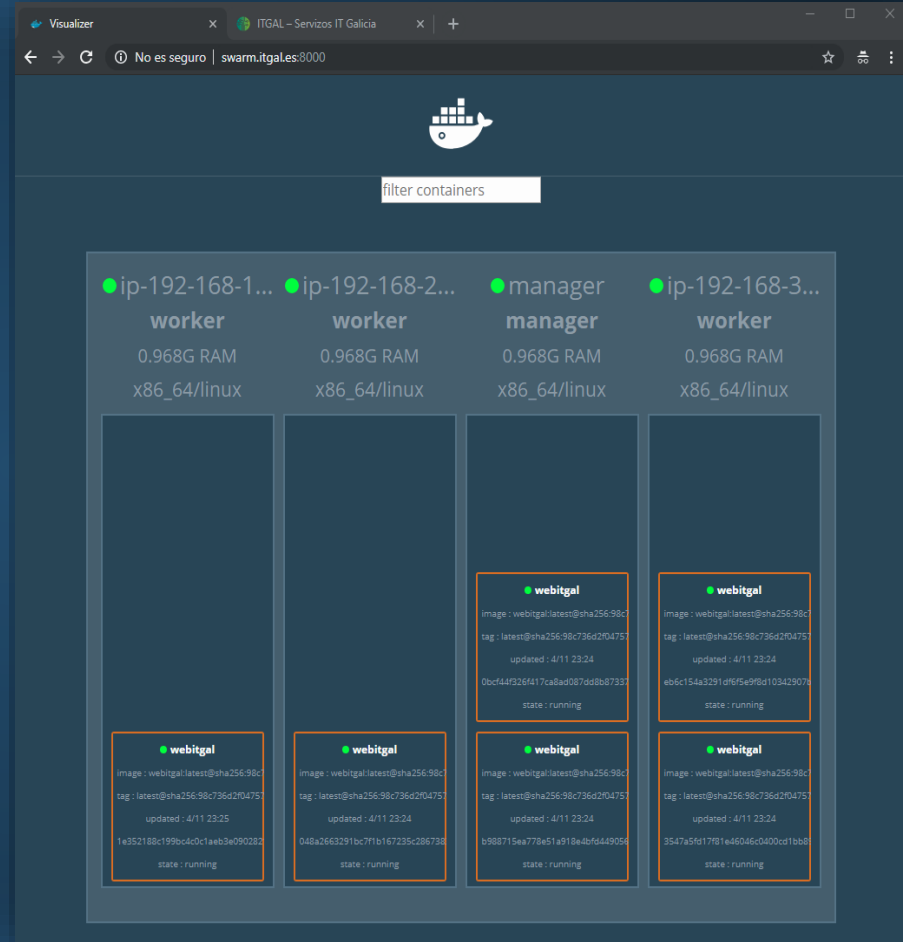 Visualizer
ITGAL – Servizos IT Galicia
No es seguro | swarm.itgal.es:8000
filter containers
ip-192-168-1...
worker
0.968G RAM
x86_64/linux
webitgal
image : webitgal:latest@sha256:98c7
tag : latest@sha256:98c736d2f04757
updated : 4/11 23:25
1e352188c199bc4c0c1aeb3e090282
state : running
ip-192-168-2...
worker
0.968G RAM
x86_64/linux
webitgal
image : webitgal:latest@sha256:98c7
tag : latest@sha256:98c736d2f04757
updated : 4/11 23:24
048a2663291bc7f1b167235c286738
state : running
manager
manager
0.968G RAM
x86_64/linux
webitgal
image : webitgal:latest@sha256:98c7
tag : latest@sha256:98c736d2f04757
updated : 4/11 23:24
0bcf44f326f417ca8ad087dd8b87337
state : running
webitgal
image : webitgal:latest@sha256:98c7
tag : latest@sha256:98c736d2f04757
updated : 4/11 23:24
b988715ea778e51a918e4bfd449056
state : running
ip-192-168-3...
worker
0.968G RAM
x86_64/linux
webitgal
image : webitgal:latest@sha256:98c7
tag : latest@sha256:98c736d2f04757
updated : 4/11 23:24
eb6c154a3291df6f5e9f8d10342907b
state : running
webitgal
image : webitgal:latest@sha256:98c7
tag : latest@sha256:98c736d2f04757
updated : 4/11 23:24
3547a5fd17f81e46046c0400cd1bb85
state : running